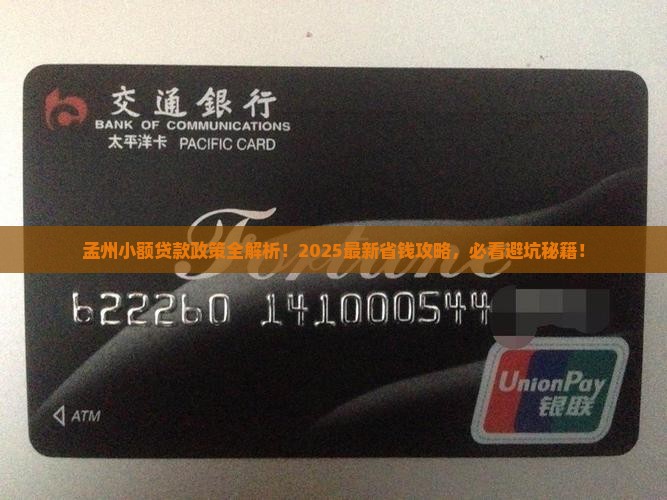 交通銀行
BANK OF COMMUNICATIONS
太平洋卡 PACIFIC CARD
Fortune
孟州小额贷款政策全解析！2025最新省钱攻略，必看避坑秘籍！
622260 141000544
UnionPay
银联
ATM